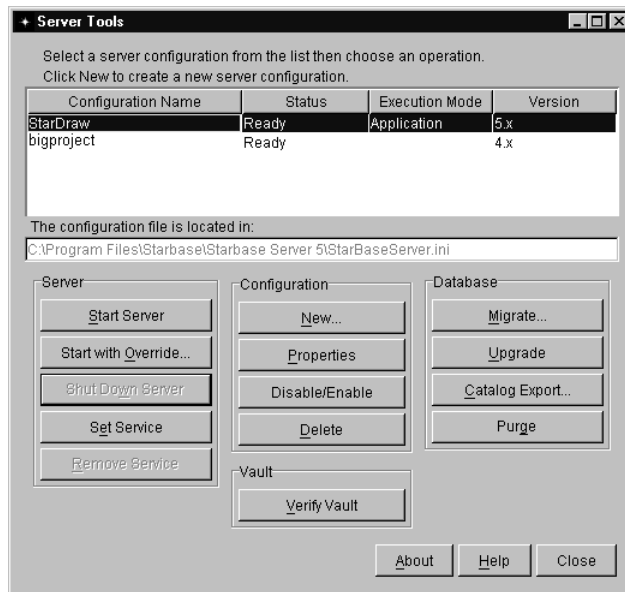 Server Tools
Select a server configuration from the list then choose an operation.
Click New to create a new server configuration.
Configuration Name Status Execution Mode Version
StarDraw Ready Application 5.x
bigproject Ready 4.x
The configuration file is located in:
C:\Program Files\Starbase\Starbase Server 5\StarBaseServer.ini
Server Configuration Database
Start Server New... Migrate...
Start with Override... Properties Upgrade
Shut Down Server Disable/Enable Catalog Export...
Set Service Delete Purge
Remove Service
Vault
Verify Vault
About Help Close